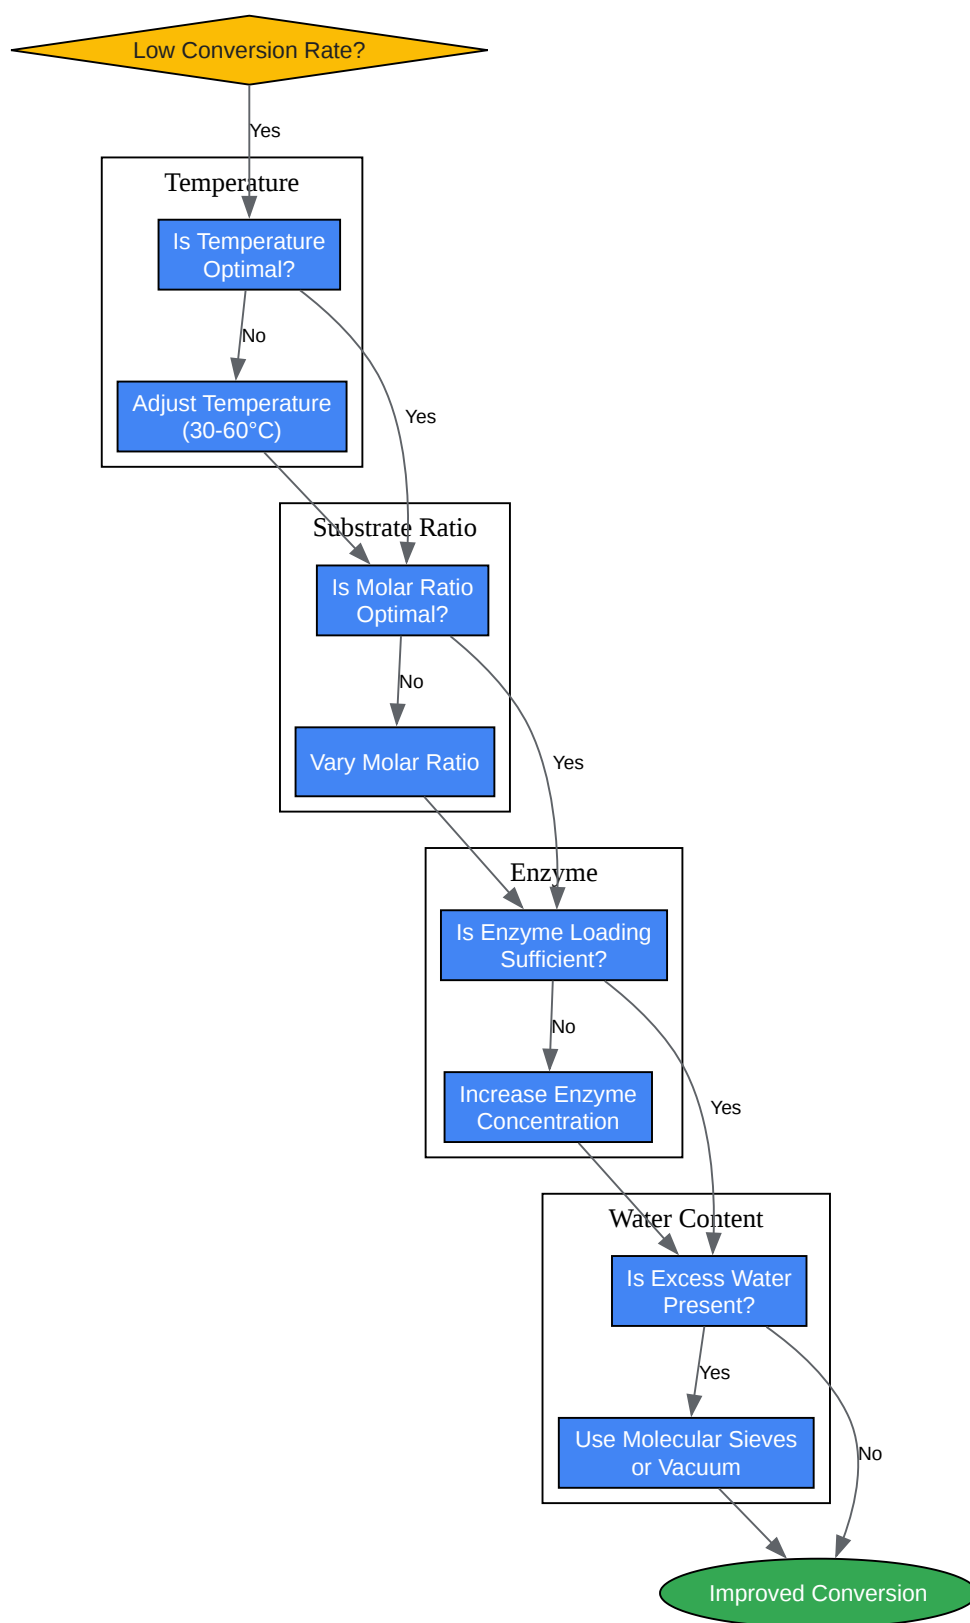 Low Conversion Rate?
Yes
Temperature
Is Temperature
Optimal?
No
Adjust Temperature
(30-60°C)
Yes
Substrate Ratio
Is Molar Ratio
Optimal?
No
Vary Molar Ratio
Yes
Enzyme
Is Enzyme Loading
Sufficient?
No
Increase Enzyme
Concentration
Yes
Water Content
Is Excess Water
Present?
Yes
Use Molecular Sieves
or Vacuum
No
Improved Conversion